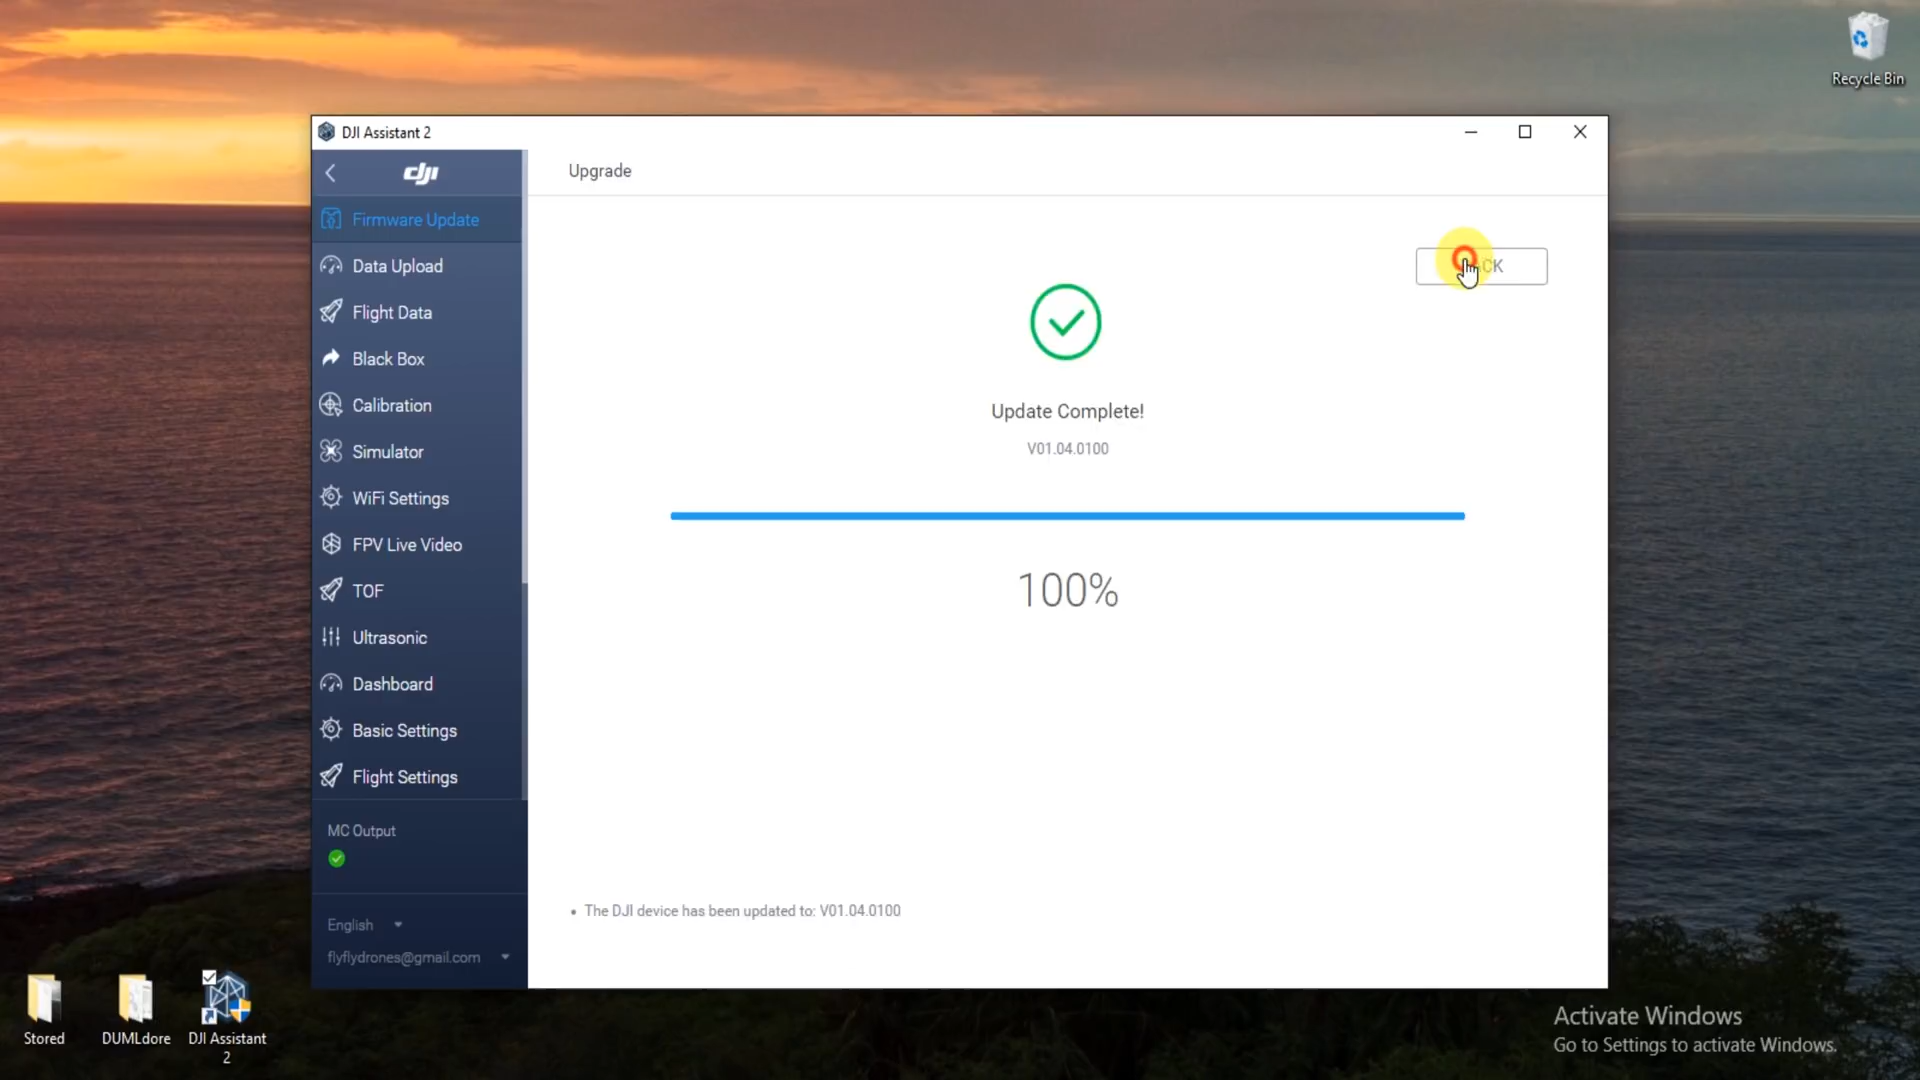 Recycle Bin
DJI Assistant 2
dji
Upgrade
Firmware Update
Data Upload
Flight Data
Black Box
Calibration
Simulator
WiFi Settings
FPV Live Video
TOF
Ultrasonic
Dashboard
Basic Settings
Flight Settings
MC Output
English
flyflydrones@gmail.com
Update Complete!
V01.04.0100
100%
• The DJI device has been updated to: V01.04.0100
Stored
DUMLdore
DJI Assistant
2
Activate Windows
Go to Settings to activate Windows.